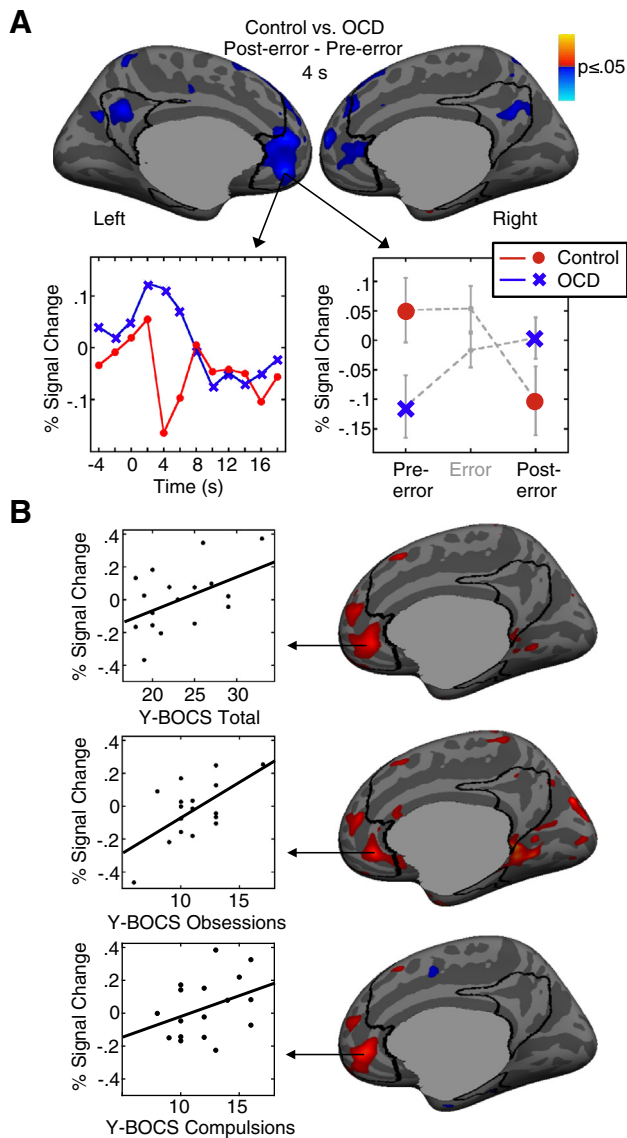 A
Control vs. OCD
Post-error - Pre-error
4 s
p≤.05
Left
Right
Control
OCD
% Signal Change
.1
0
-.1
-4
0
4
8
12
16
Time (s)
% Signal Change
.1
0.05
0
-0.05
-.1
-.15
Pre-error
Error
Post-error
B
% Signal Change
.4
.2
0
-.2
-.4
20
25
29
Y-BOCS Total
% Signal Change
.4
.2
0
-.2
-.4
10
15
Y-BOCS Obsessions
% Signal Change
.4
.2
0
-.2
-.4
10
15
Y-BOCS Compulsions